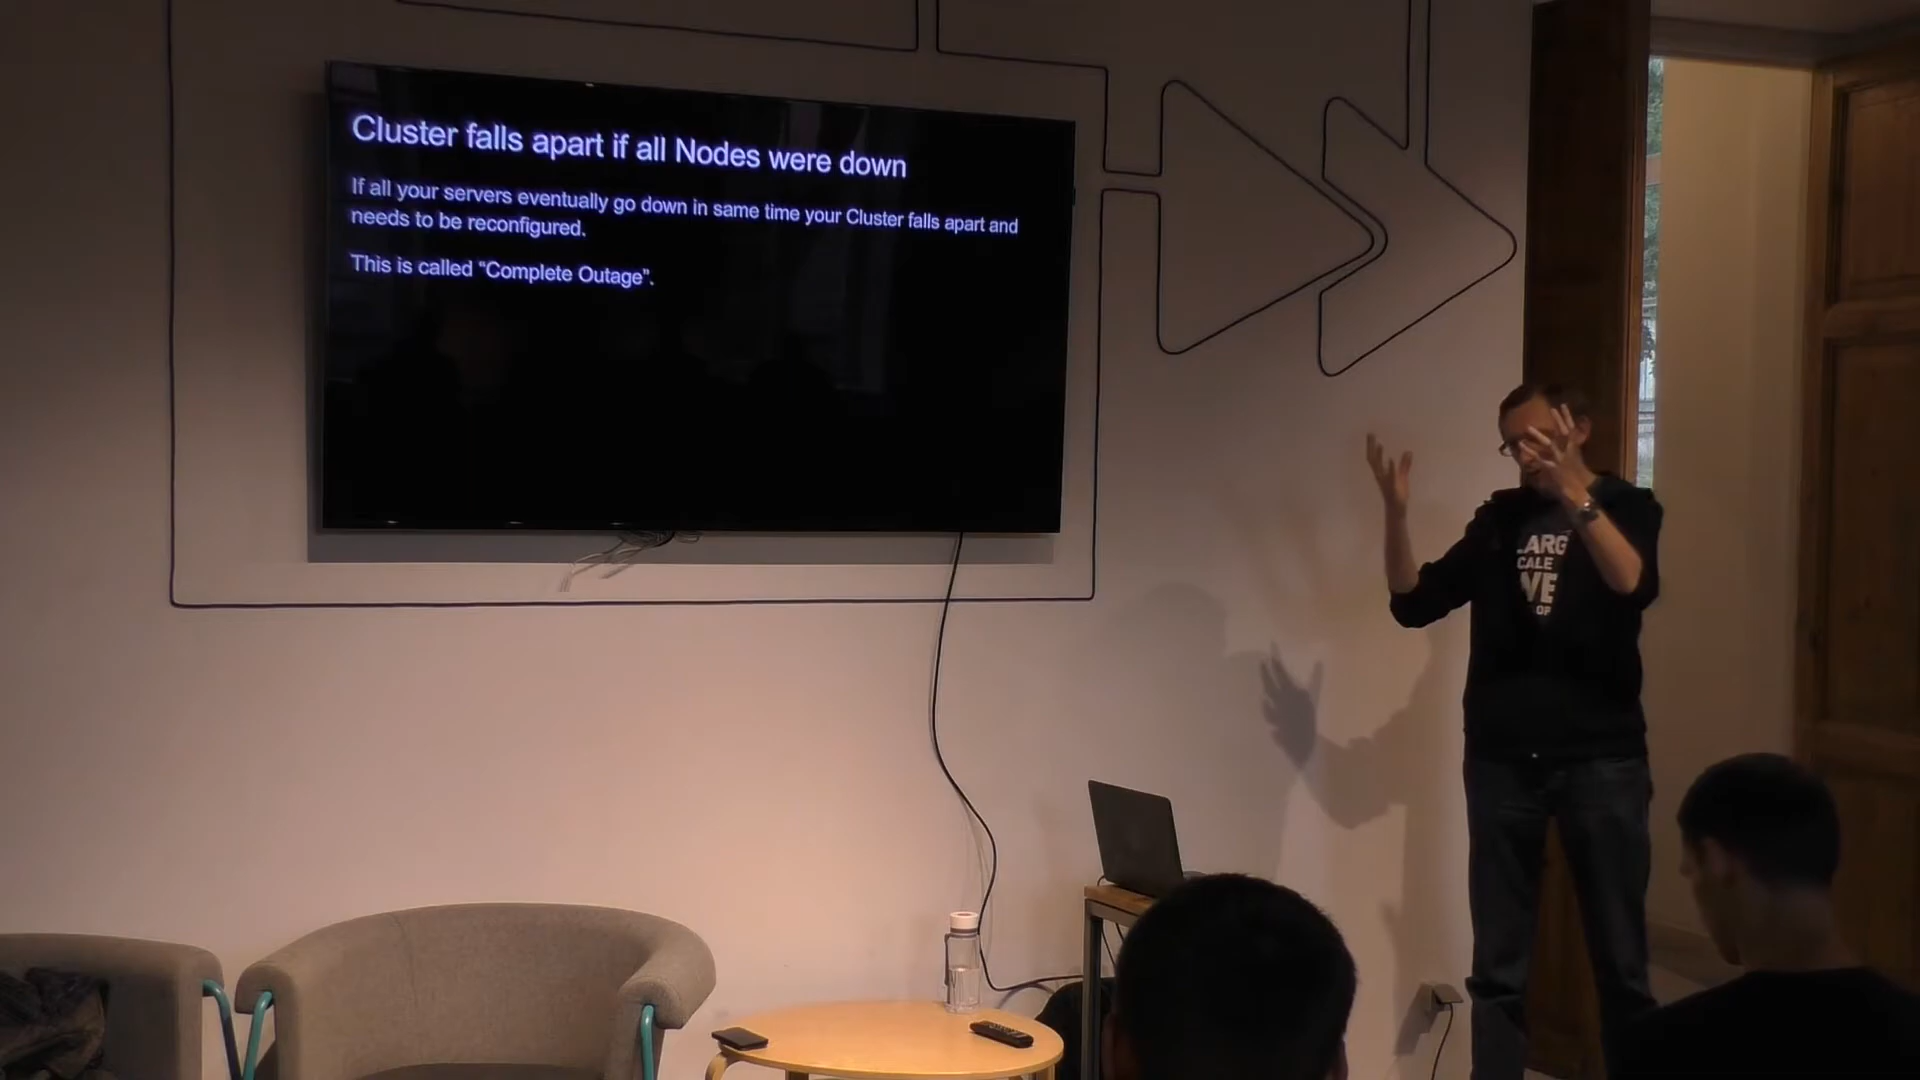 Cluster falls apart if all Nodes were down
If all your servers eventually go down in same time your Cluster falls apart and
needs to be reconfigured.
This is called “Complete Outage”.